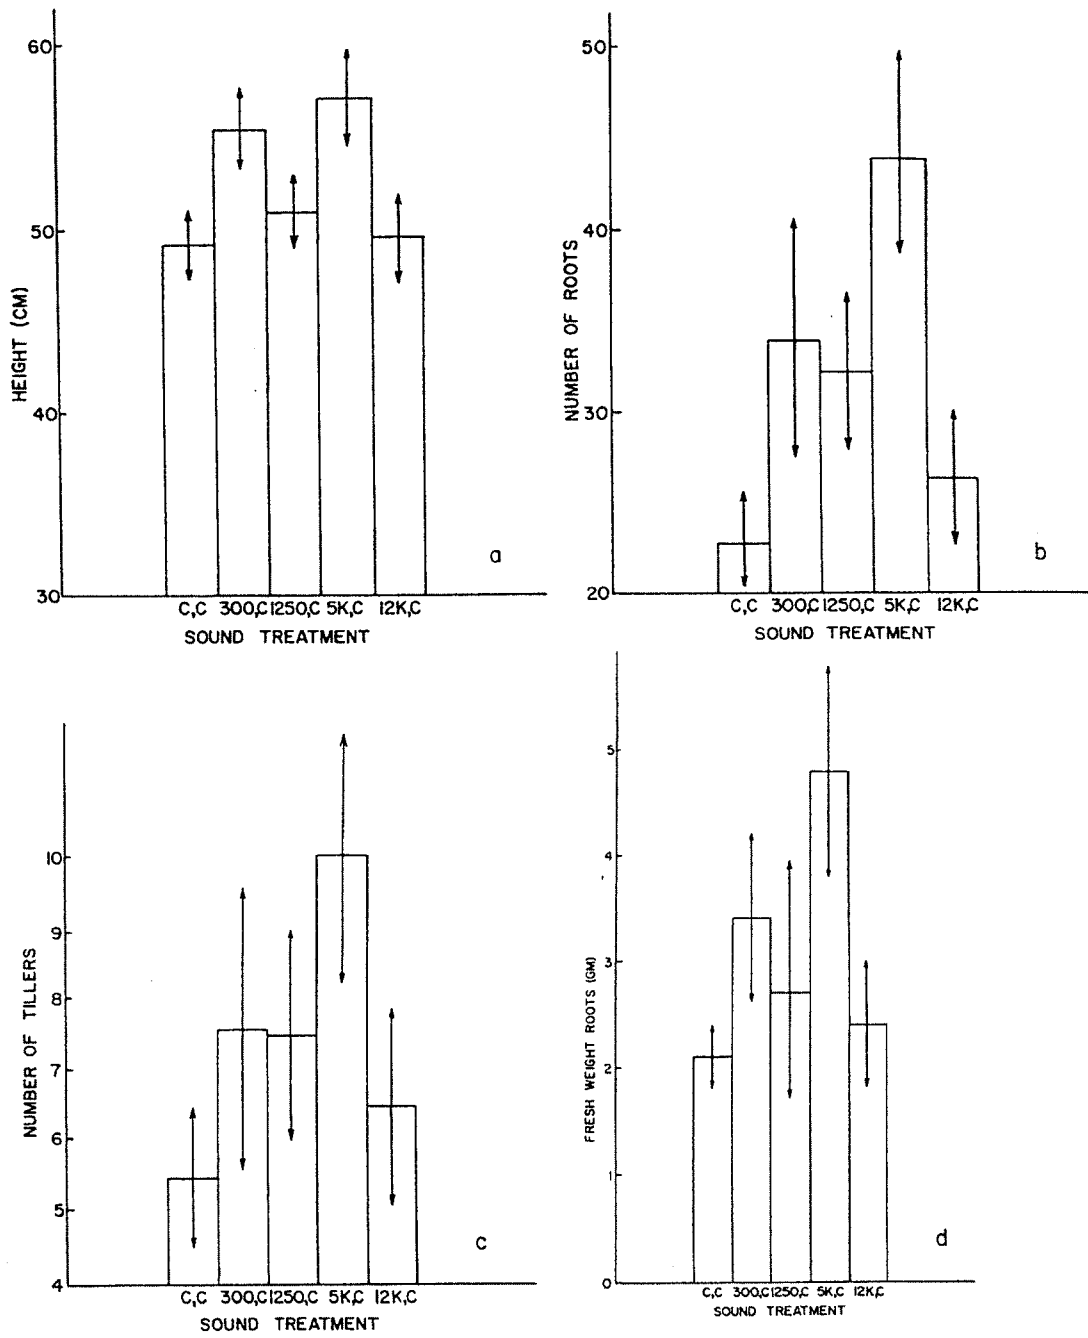 60
50
40
30
HEIGHT (CM)
a
C,C 300,C 1250,C 5K,C 12K,C
SOUND TREATMENT
50
40
30
20
NUMBER OF ROOTS
b
C,C 300,C 1250,C 5K,C 12K,C
SOUND TREATMENT
10
9
8
7
6
5
4
NUMBER OF TILLERS
c
C,C 300,C 1250,C 5K,C 12K,C
SOUND TREATMENT
5
4
3
2
1
0
FRESH WEIGHT ROOTS (GM)
d
C,C 300,C 1250,C 5K,C 12K,C
SOUND TREATMENT